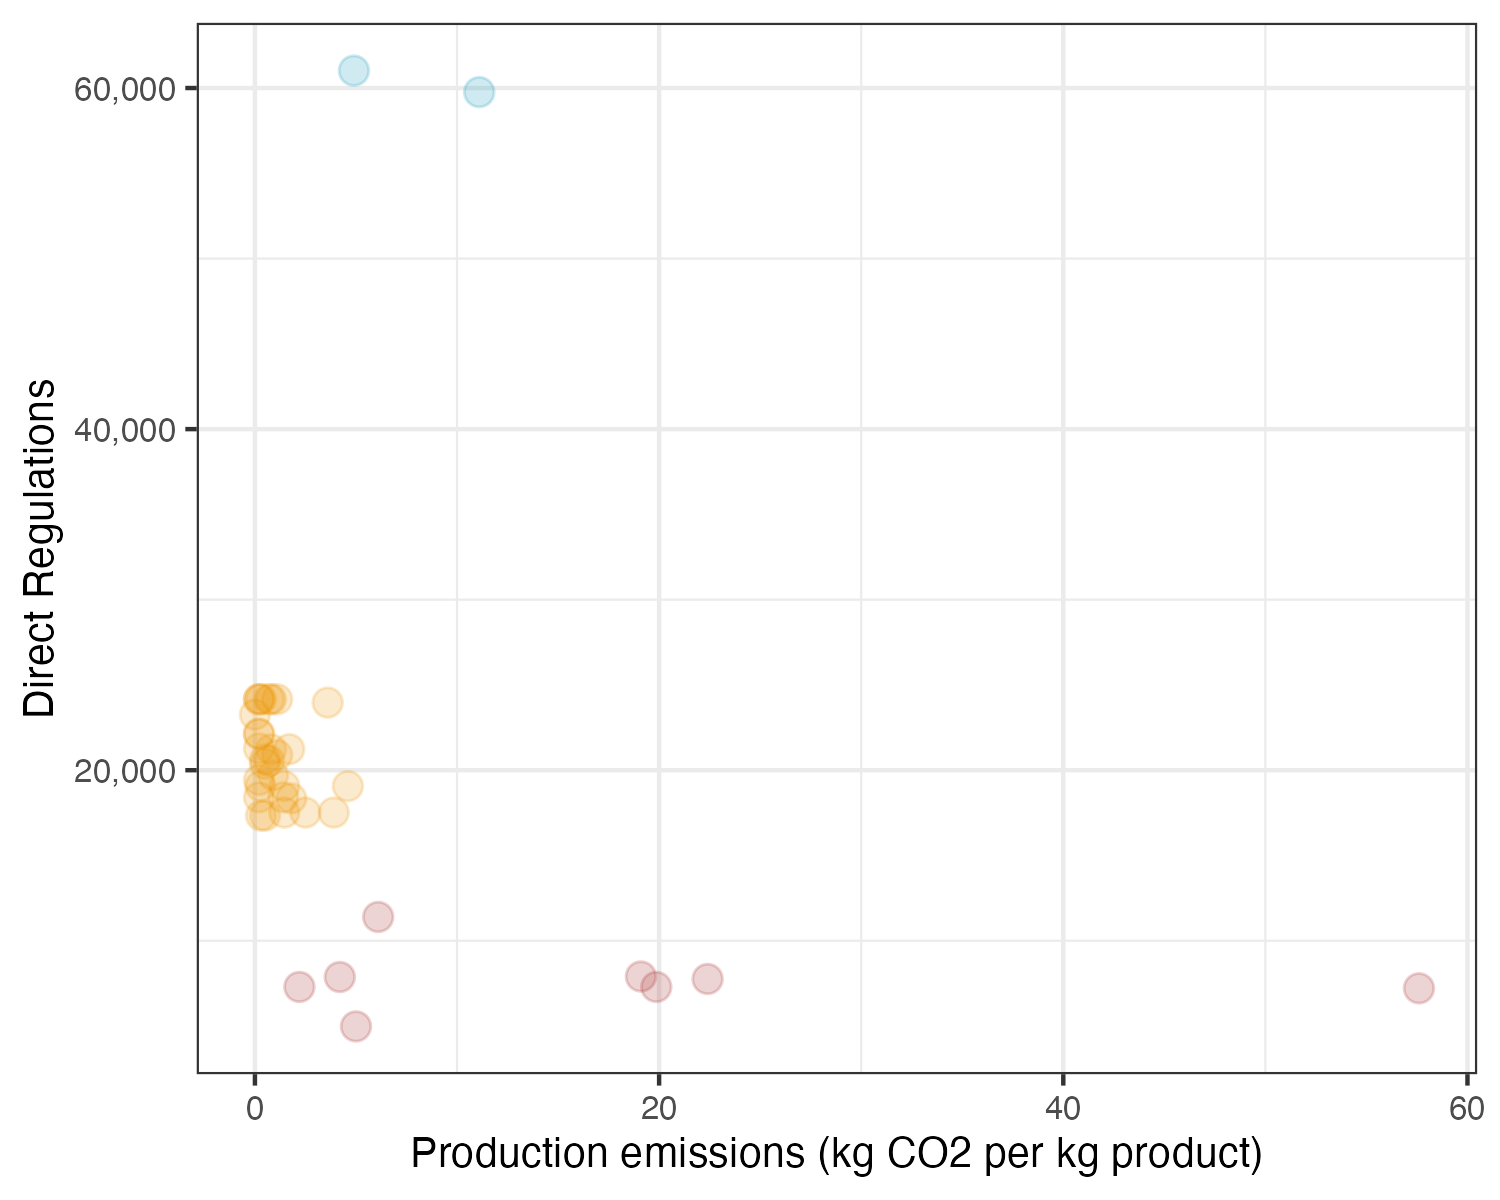 60,000
40,000
20,000
Direct Regulations
0 20 40 60
Production emissions (kg CO2 per kg product)